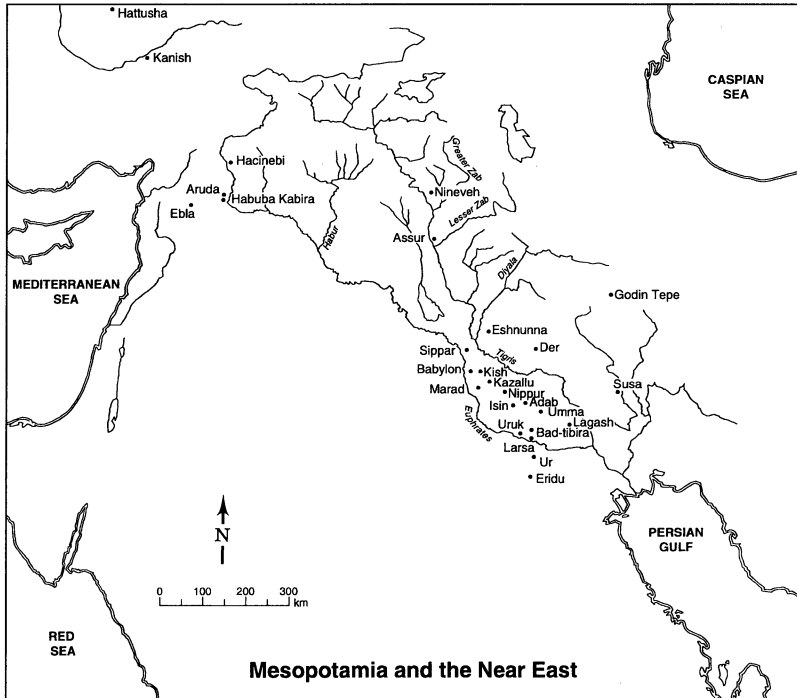 Hattusha
Kanish
CASPIAN
SEA
Greater Zab
Hacinebi
Nineveh
Aruda
Habuba Kabira
Ebla
Lesser Zab
Habur
Assur
Diyala
MEDITERRANEAN
SEA
Godin Tepe
Eshnunna
Sippar
Tigris
Der
Babylon
Kish
Kazallu
Marad
Nippur
Susa
Isin
Adab
Umma
Euphrates
Uruk
Lagash
Bad-tibira
Larsa
Ur
Eridu
N
PERSIAN
GULF
0 100 200 300
km
RED
SEA
Mesopotamia and the Near East